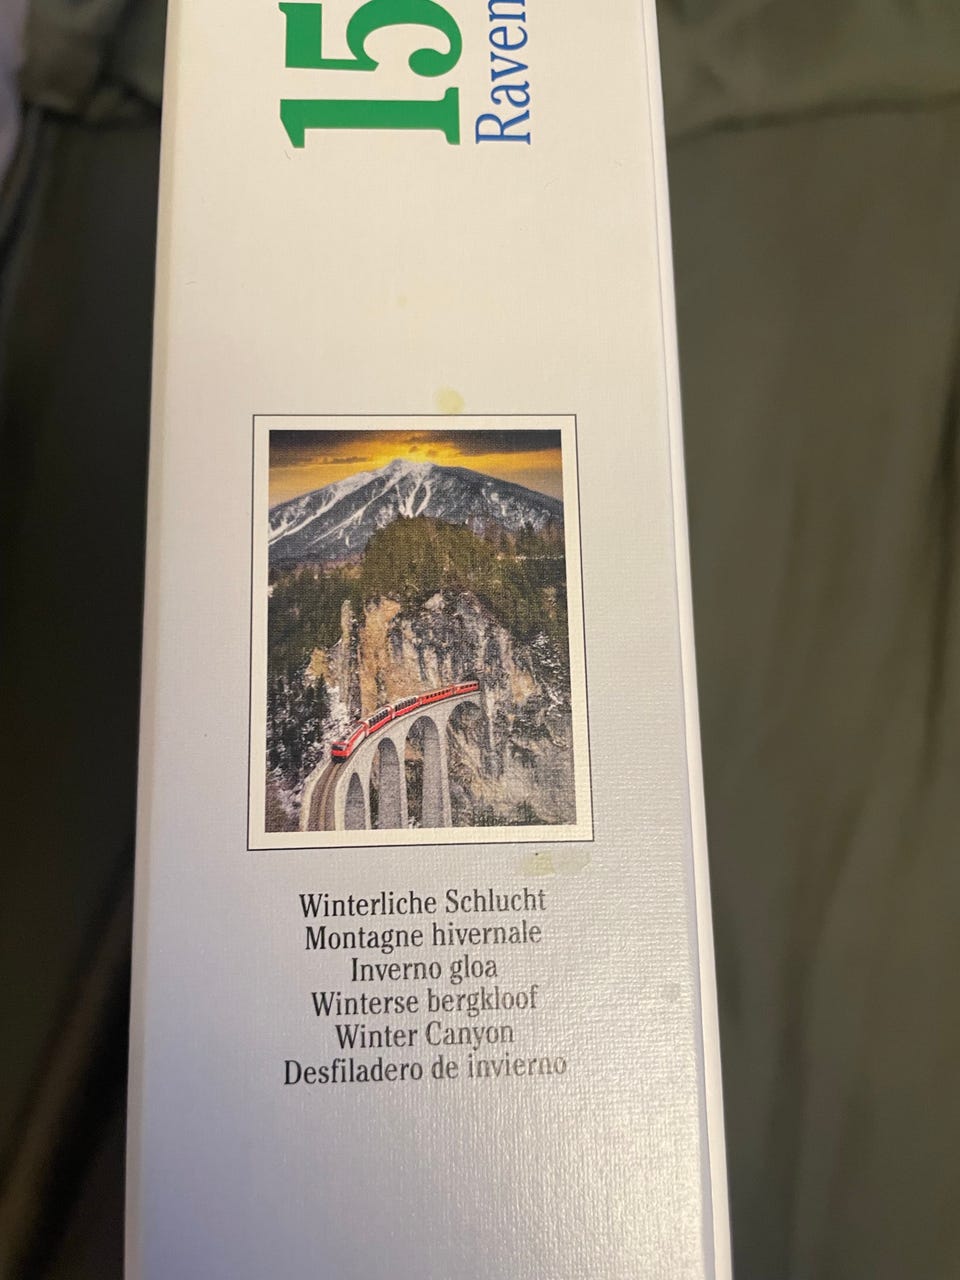 15
Raven
Winterliche Schlucht
Montagne hivernale
Inverno gloa
Winterse bergkloof
Winter Canyon
Desfiladero de invierno